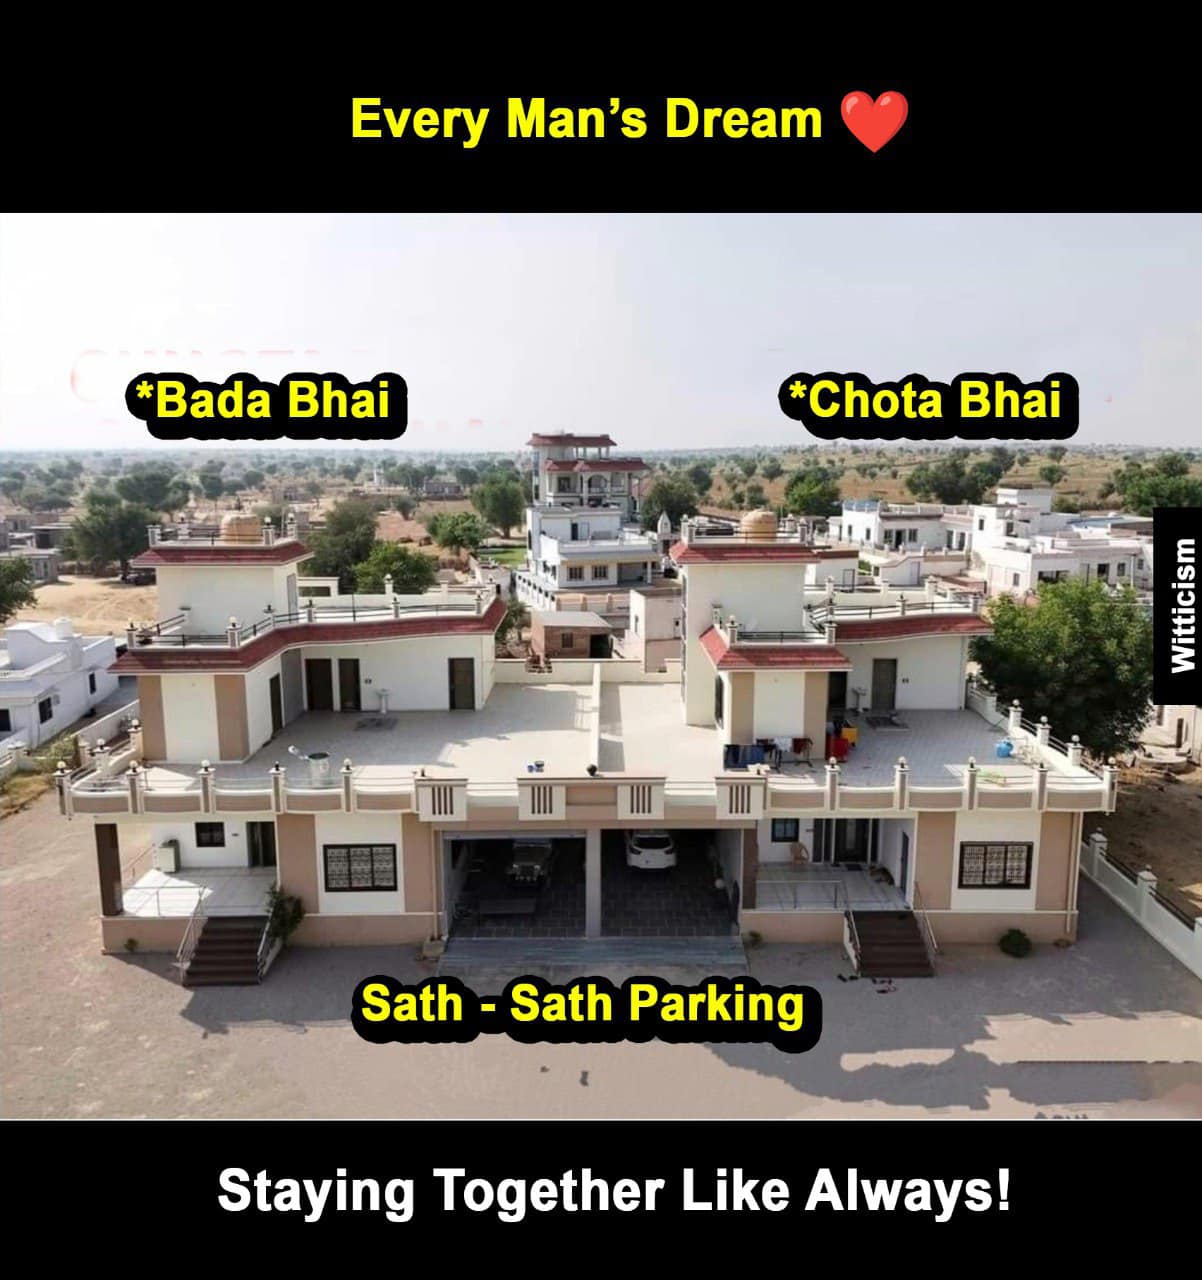 Every Man's Dream ❤️
*Bada Bhai
*Chota Bhai
Witticism
Sath - Sath Parking
Staying Together Like Always!